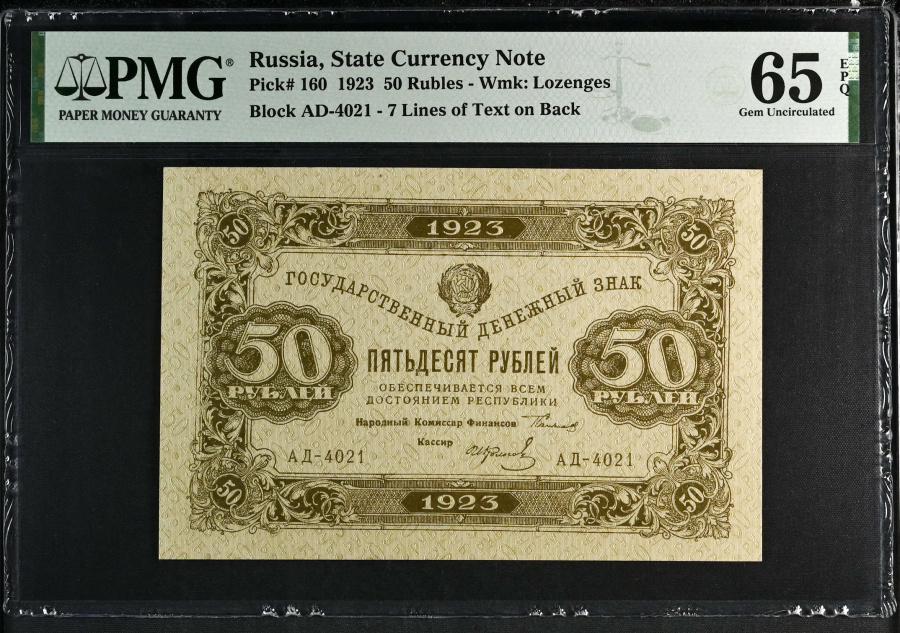 PMG®
PAPER MONEY GUARANTY
Russia, State Currency Note
Pick# 160 1923 50 Rubles - Wmk: Lozenges
Block AD-4021 - 7 Lines of Text on Back
65
EPQ
Gem Uncirculated
50
1923
50
ГОСУДАРСТВЕННЫЙ ДЕНЕЖНЫЙ ЗНАК
50
РУБЛЕЙ
ПЯТЬДЕСЯТ РУБЛЕЙ
50
РУБЛЕЙ
ОБЕСПЕЧИВАЕТСЯ ВСЕМ
ДОСТОЯНИЕМ РЕСПУБЛИКИ
Народный Комиссар Финансов
Кассир
АД-4021
АД-4021
50
1923
50